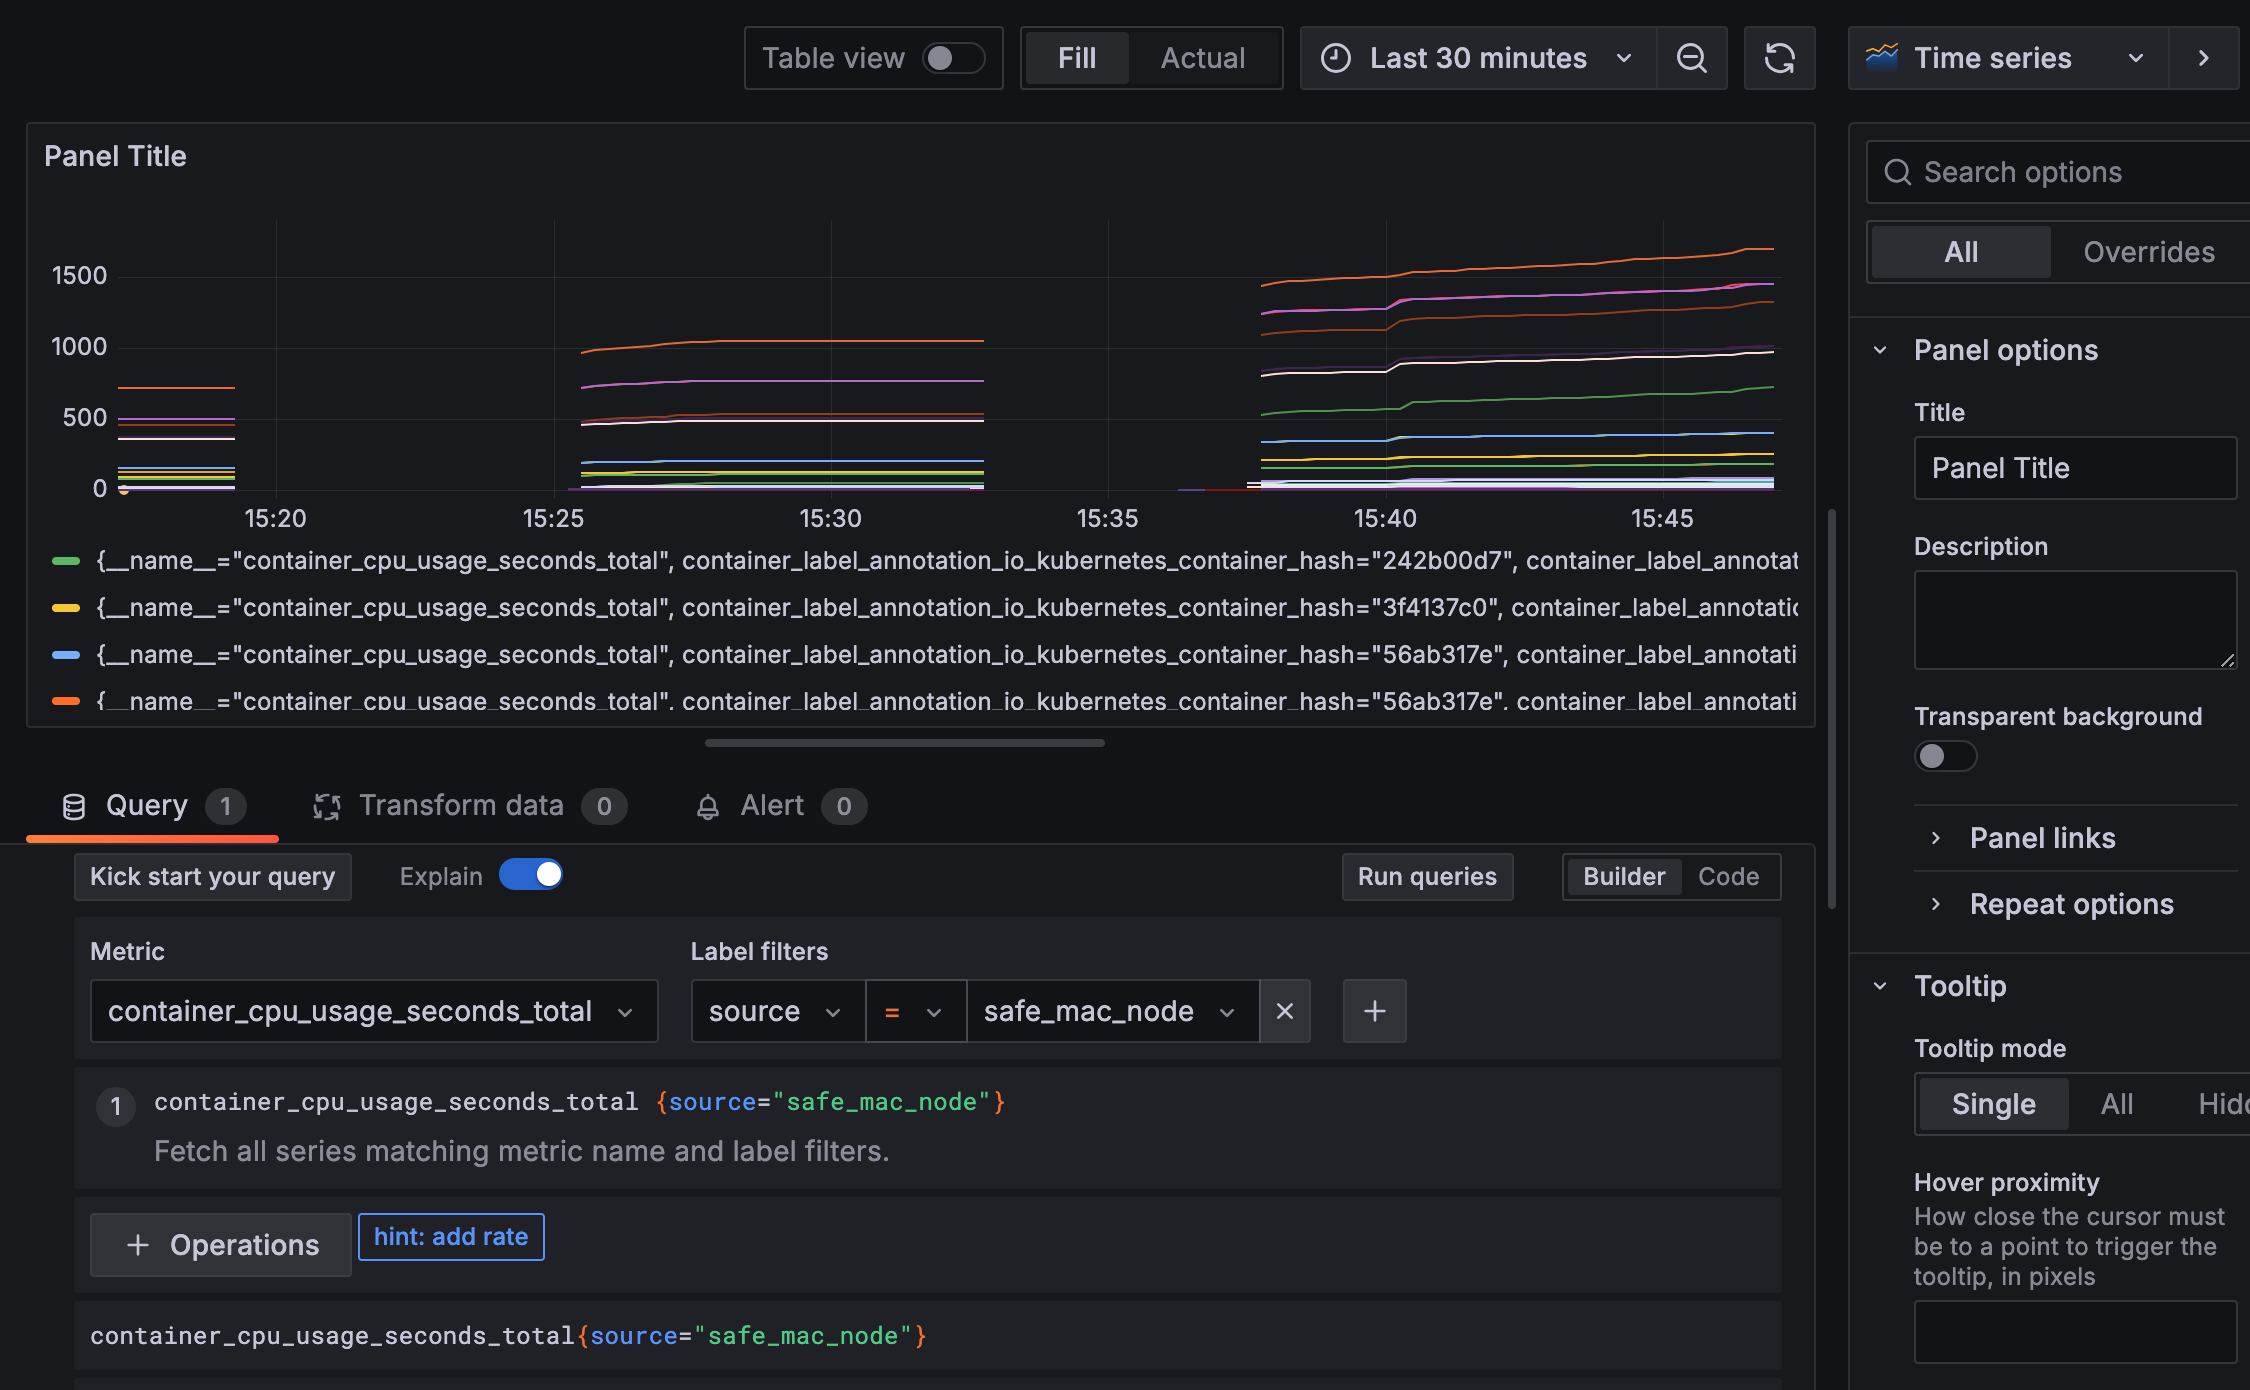 Table view
Fill Actual
Last 30 minutes
Time series
Panel Title
1500
1000
500
0
15:20 15:25 15:30 15:35 15:40 15:45
{__name__="container_cpu_usage_seconds_total", container_label_annotation_io_kubernetes_container_hash="242b00d7", container_label_annotat
{__name__="container_cpu_usage_seconds_total", container_label_annotation_io_kubernetes_container_hash="3f4137c0", container_label_annotatio
{__name__="container_cpu_usage_seconds_total", container_label_annotation_io_kubernetes_container_hash="56ab317e", container_label_annotati
{__name__="container_cpu_usage_seconds_total", container_label_annotation_io_kubernetes_container_hash="56ab317e", container_label_annotati
Query 1
Transform data 0
Alert 0
Kick start your query
Explain
Run queries
Builder Code
Metric
Label filters
container_cpu_usage_seconds_total
source = safe_mac_node
1 container_cpu_usage_seconds_total {source="safe_mac_node"}
Fetch all series matching metric name and label filters.
+ Operations
hint: add rate
container_cpu_usage_seconds_total{source="safe_mac_node"}
Search options
All Overrides
Panel options
Title
Panel Title
Description
Transparent background
Panel links
Repeat options
Tooltip
Tooltip mode
Single All Hidd
Hover proximity
How close the cursor must
be to a point to trigger the
tooltip, in pixels